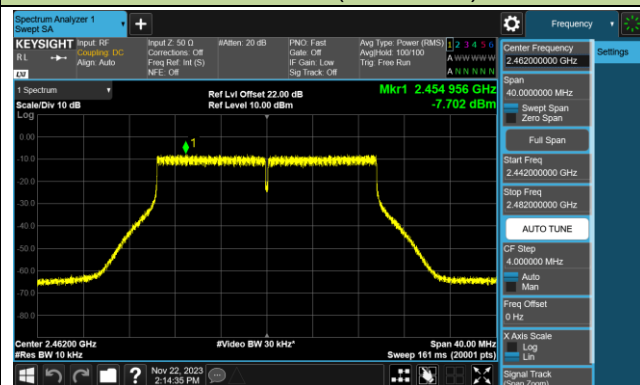 Spectrum Analyzer 1
Swept SA
Frequency
KEYSIGHT
Input: RF
Coupling: DC
Align: Auto
RL
LXI
Input Z: 50 Ω
Corrections: Off
Freq Ref: Int (S)
NFE: Off
#Atten: 20 dB
PNO: Fast
Gate: Off
IF Gain: Low
Sig Track: Off
Avg Type: Power (RMS)
Avg|Hold: 100/100
Trig: Free Run
1 2 3 4 5 6
A W W W W W
A N N N N N
Center Frequency
2.462000000 GHz
Settings
Span
40.0000000 MHz
Swept Span
Zero Span
Full Span
Start Freq
2.442000000 GHz
Stop Freq
2.482000000 GHz
AUTO TUNE
CF Step
4.000000 MHz
Auto
Man
Freq Offset
0 Hz
X Axis Scale
Log
Lin
Signal Track
(Span Zoom)
1 Spectrum
Scale/Div 10 dB
Log
Ref Lvl Offset 22.00 dB
Ref Level 10.00 dBm
Mkr1 2.454 956 GHz
-7.702 dBm
1
0.00
-10.0
-20.0
-30.0
-40.0
-50.0
-60.0
-70.0
-80.0
Center 2.46200 GHz
#Res BW 10 kHz
#Video BW 30 kHz*
Span 40.00 MHz
Sweep 161 ms (20001 pts)
Nov 22, 2023
2:14:35 PM